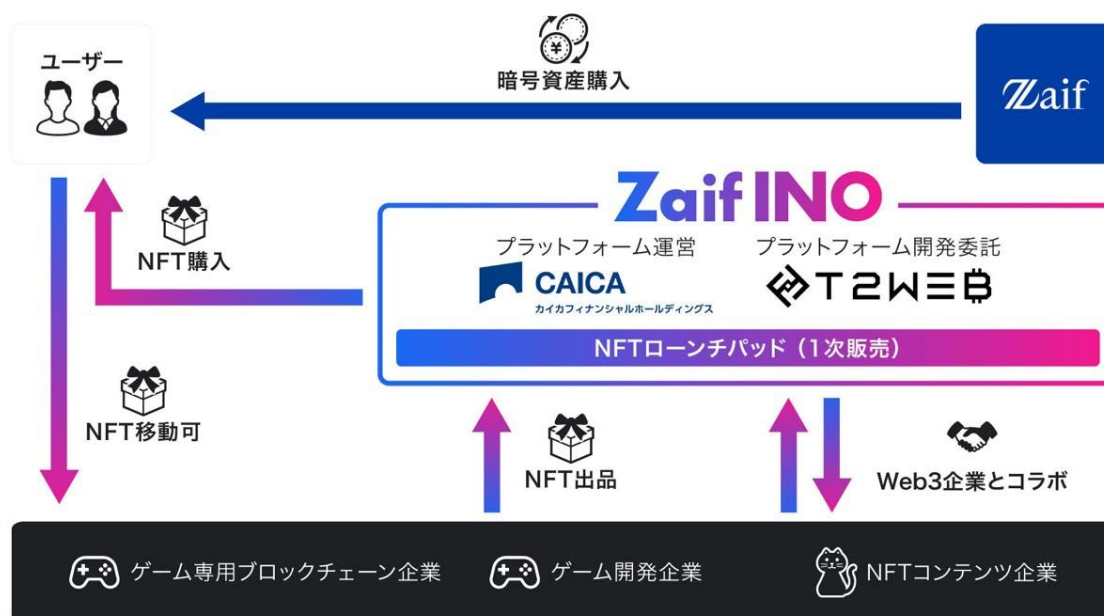 ユーザー
暗号資産購入
Zaif
Zaif INO
プラットフォーム運営
プラットフォーム開発委託
CAICA
カイカフィナンシャルホールディングス
T2WEB
NFTローンチパッド（1次販売）
NFT購入
NFT移動可
NFT出品
Web3企業とコラボ
ゲーム専用ブロックチェーン企業
ゲーム開発企業
NFTコンテンツ企業